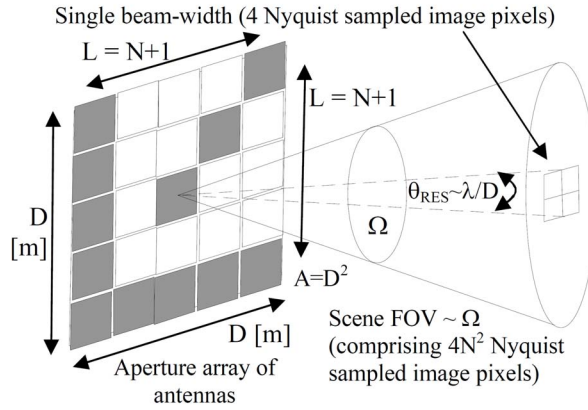 Single beam-width (4 Nyquist sampled image pixels)
L = N+1
L = N+1
D
[m]
θRES~λ/D
Ω
A=D²
D [m]
Aperture array of
antennas
Scene FOV ~ Ω
(comprising 4N² Nyquist
sampled image pixels)